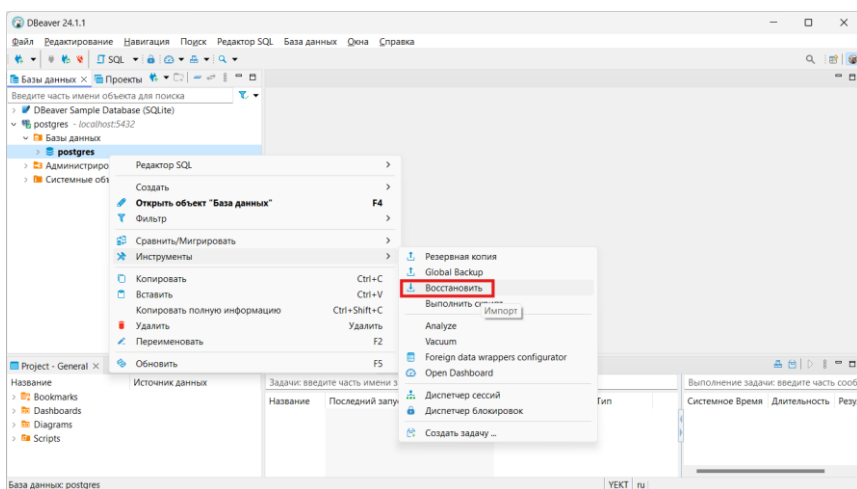 DBeaver 24.1.1
Файл Редактирование Навигация Поиск Редактор SQL База данных Окна Справка
SQL
Базы данных Проекты
Введите часть имени объекта для поиска
DBeaver Sample Database (SQLite)
postgres - localhost:5432
Базы данных
postgres
Администриро
Системные объ
Редактор SQL
Создать
Открыть объект "База данных" F4
Фильтр
Сравнить/Мигрировать
Инструменты
Копировать Ctrl+C
Вставить Ctrl+V
Копировать полную информацию Ctrl+Shift+C
Удалить Удалить
Переименовать F2
Обновить F5
Резервная копия
Global Backup
Восстановить
Выполнить
Импорт
Analyze
Vacuum
Foreign data wrappers configurator
Open Dashboard
Диспетчер сессий
Диспетчер блокировок
Создать задачу ...
Project - General
Название Источник данных
Bookmarks
Dashboards
Diagrams
Scripts
Задачи: введите часть имени з
Название Последний запу Тип
Выполнение задачи: введите часть сооб
Системное Время Длительность Резу
База данных: postgres YEKT ru